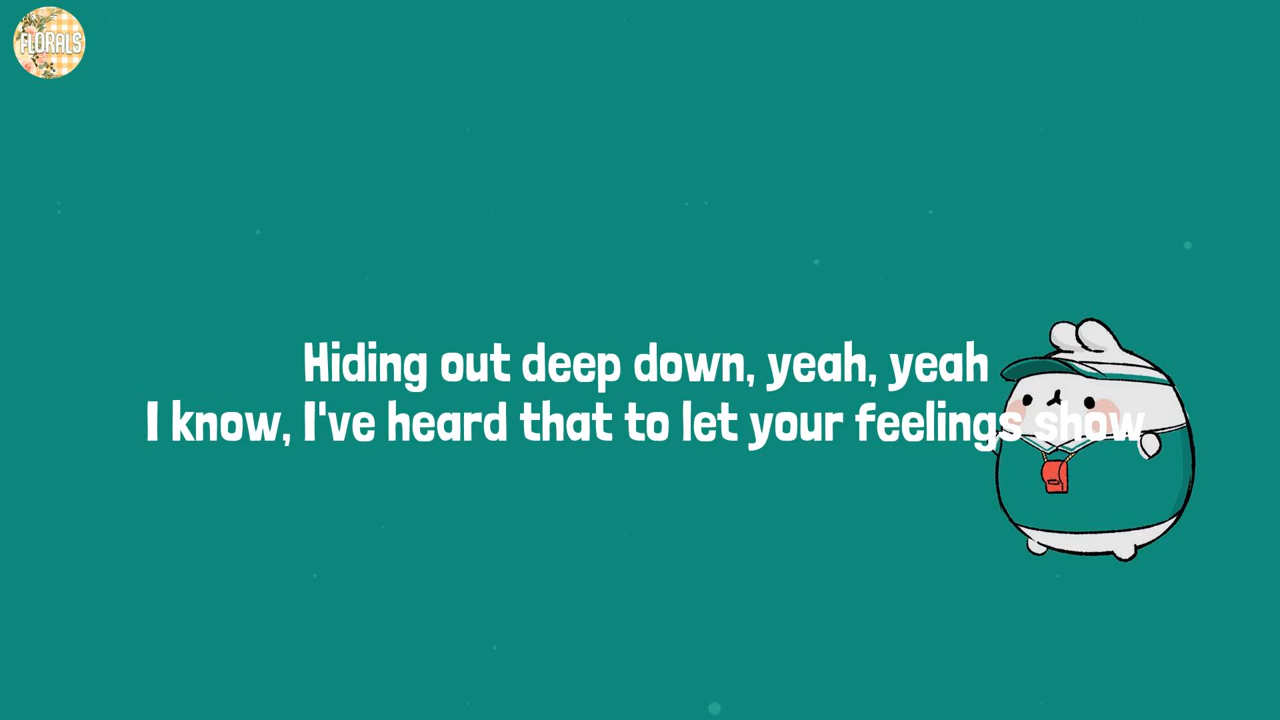 FLORALS
Hiding out deep down, yeah, yeah
I know, I've heard that to let your feelings show